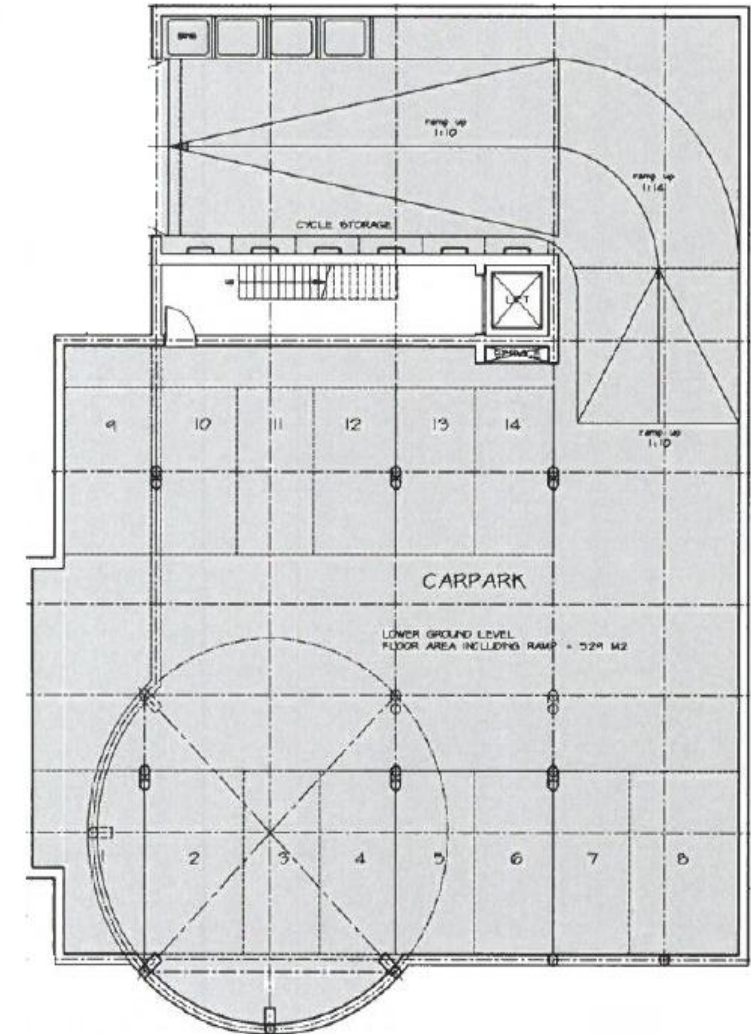 BINS
ramp up
1:10
ramp up
1:14
CYCLE STORAGE
LIFT
ramp up
1:10
9
10
11
12
13
14
CARPARK
LOWER GROUND LEVEL
FLOOR AREA INCLUDING RAMP = 529 M2
2
3
4
5
6
7
8